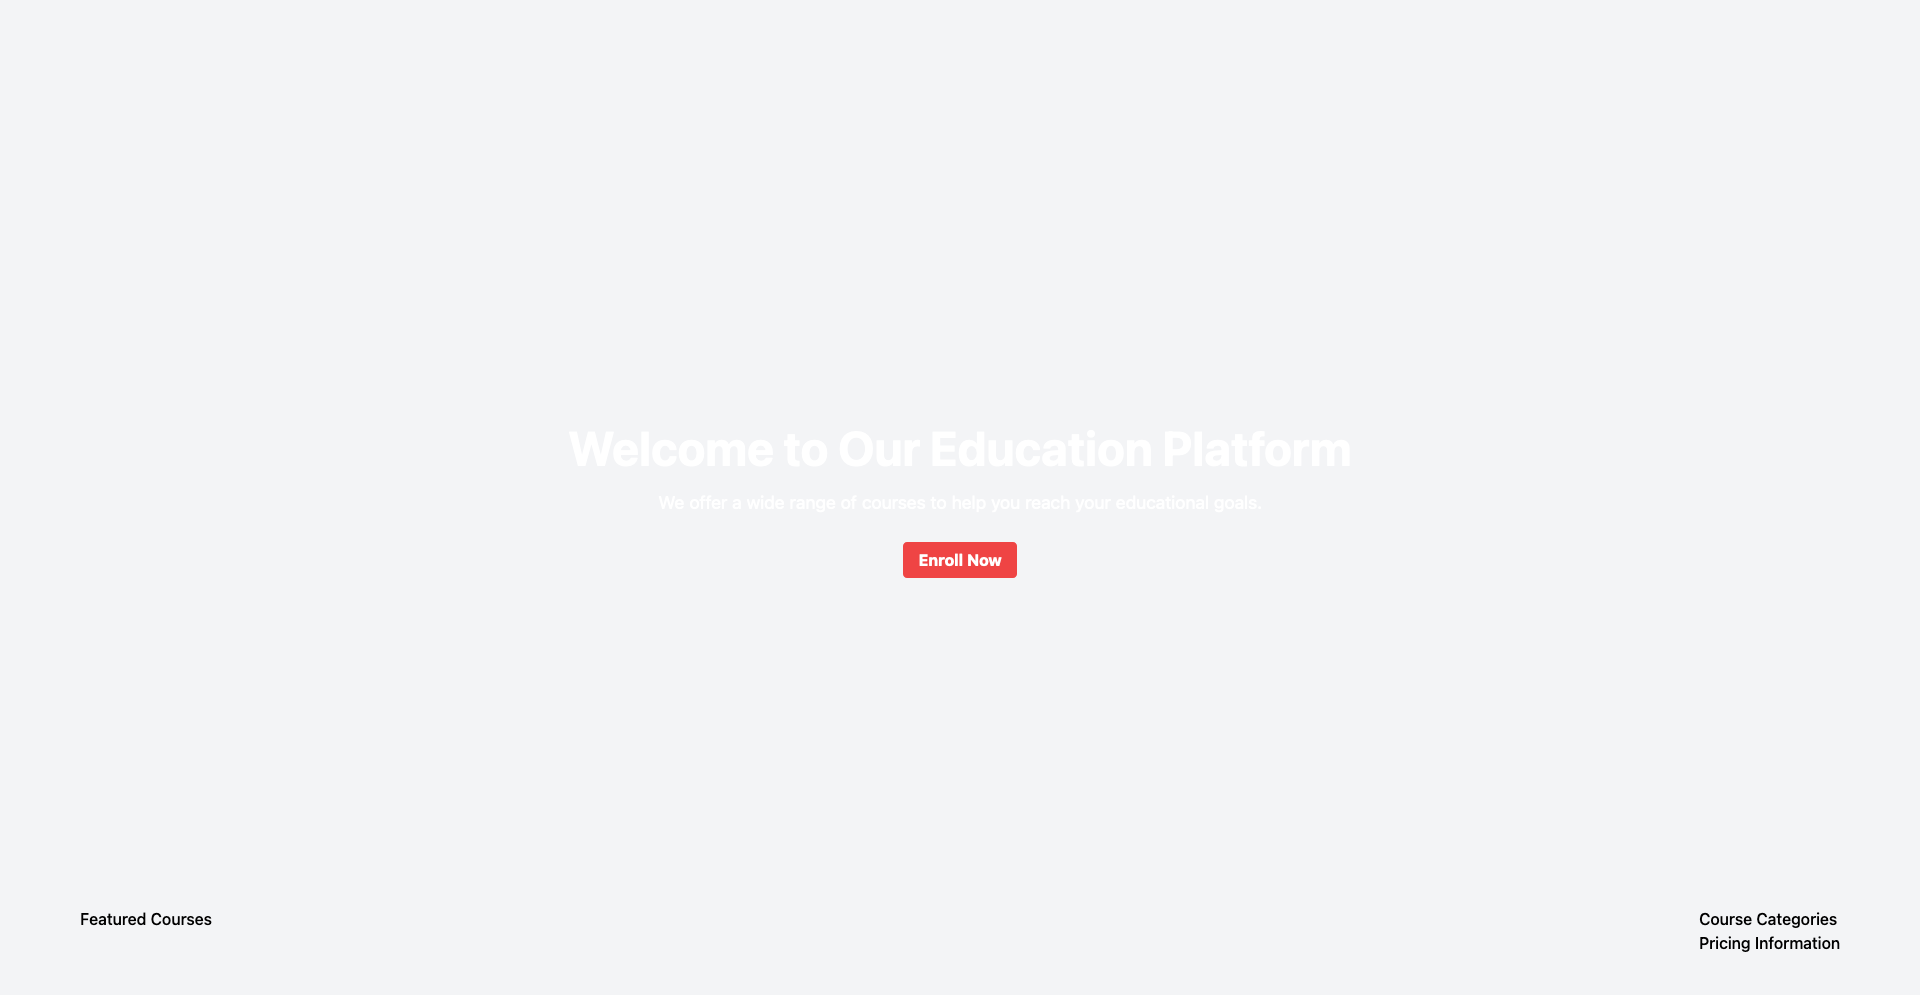 Welcome to Our Education Platform
We offer a wide range of courses to help you reach your educational goals.
Enroll Now
Featured Courses
Course Categories
Pricing Information